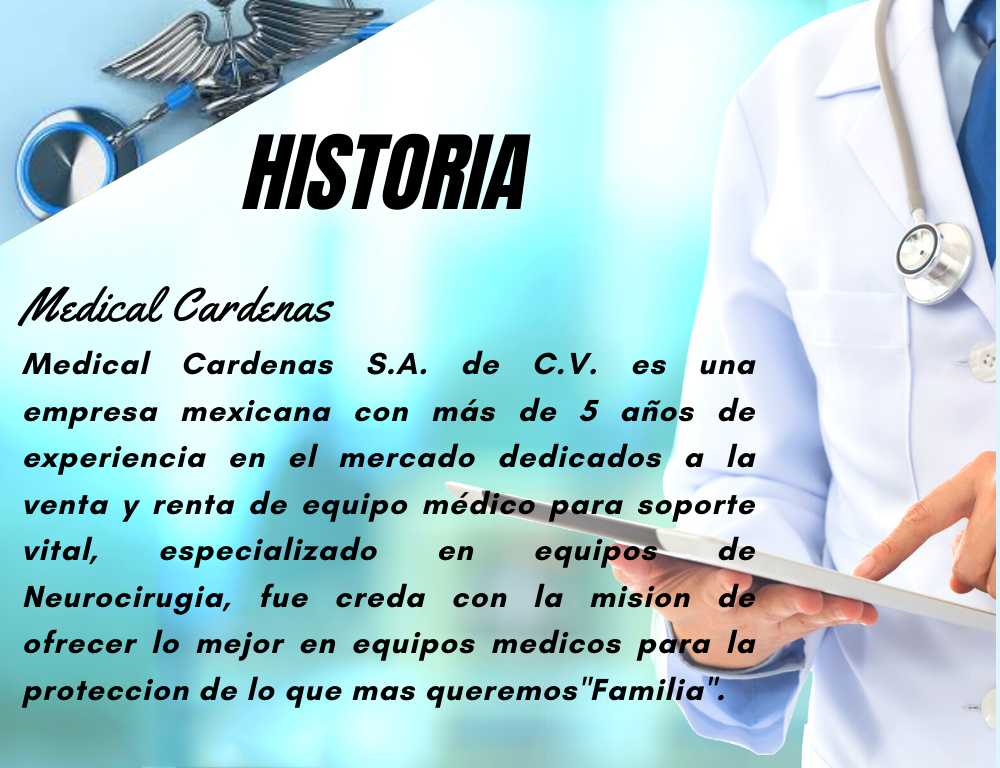 HISTORIA
Medical Cardenas
Medical Cardenas S.A. de C.V. es una
empresa mexicana con más de 5 años de
experiencia en el mercado dedicados a la
venta y renta de equipo médico para soporte
vital, especializado en equipos de
Neurocirugia, fue creda con la mision de
ofrecer lo mejor en equipos medicos para la
proteccion de lo que mas queremos"Familia".